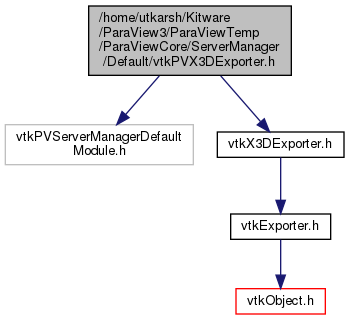 /home/utkarsh/Kitware
/ParaView3/ParaViewTemp
/ParaViewCore/ServerManager
/Default/vtkPVX3DExporter.h
vtkPVServerManagerDefault
Module.h
vtkX3DExporter.h
vtkExporter.h
vtkObject.h